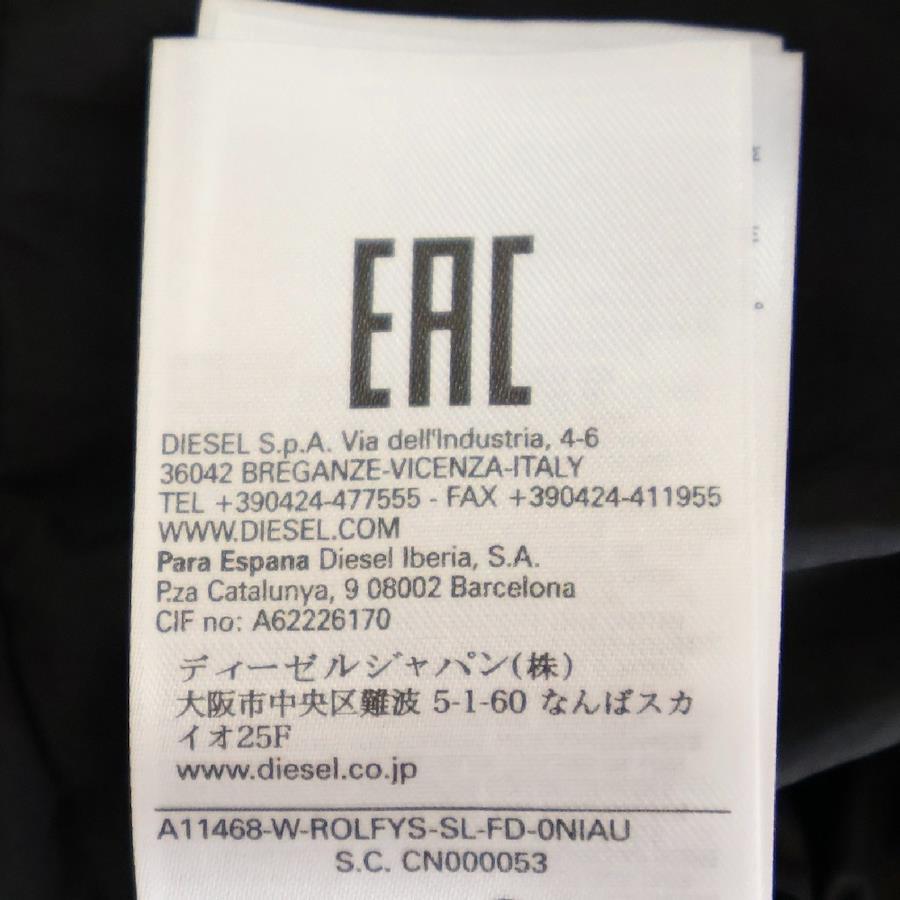 EAC
DIESEL S.p.A. Via dell'Industria, 4-6
36042 BREGANZE-VICENZA-ITALY
TEL +390424-477555 - FAX +390424-411955
WWW.DIESEL.COM
Para Espana Diesel Iberia, S.A.
P.za Catalunya, 9 08002 Barcelona
CIF no: A62226170
ディーゼルジャパン(株)
大阪市中央区難波 5-1-60 なんばスカ
イオ25F
www.diesel.co.jp
A11468-W-ROLFYS-SL-FD-0NIAU
S.C. CN000053